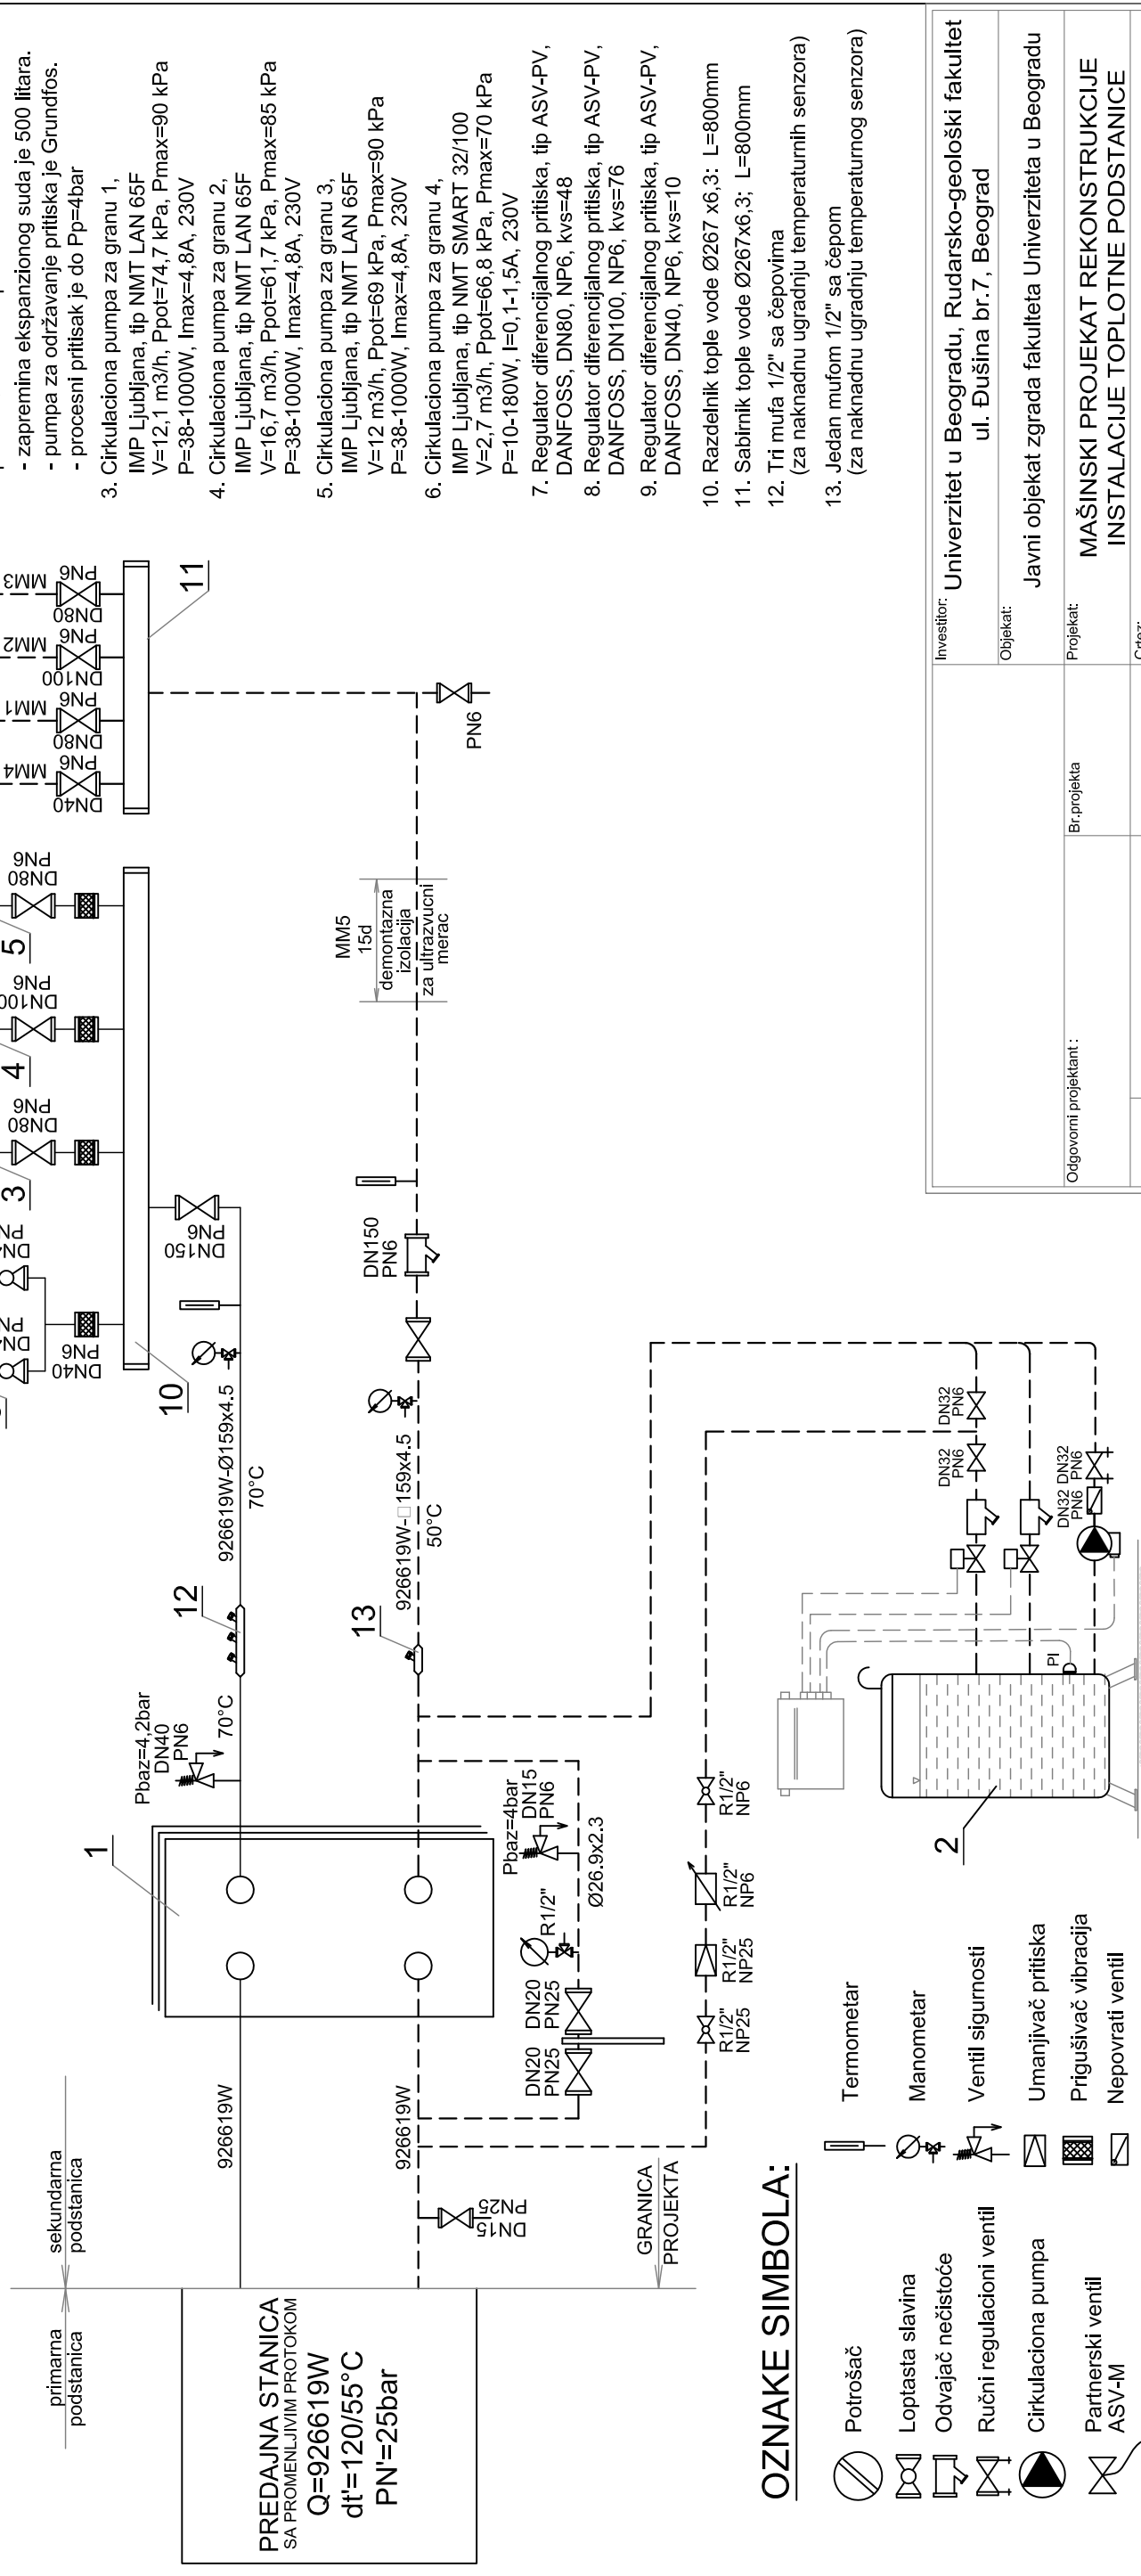 - zapremina ekspanzionog suda je 500 litara.
- pumpa za održavanje pritiska je Grundfos.
- procesni pritisak je do Pp=4bar
3. Cirkulaciona pumpa za granu 1,
IMP Ljubljana, tip NMT LAN 65F
V=12,1 m3/h, Ppot=74,7 kPa, Pmax=90 kPa
P=38-1000W, Imax=4,8A, 230V
4. Cirkulaciona pumpa za granu 2,
IMP Ljubljana, tip NMT LAN 65F
V=16,7 m3/h, Ppot=61,7 kPa, Pmax=85 kPa
P=38-1000W, Imax=4,8A, 230V
5. Cirkulaciona pumpa za granu 3,
IMP Ljubljana, tip NMT LAN 65F
V=12 m3/h, Ppot=69 kPa, Pmax=90 kPa
P=38-1000W, Imax=4,8A, 230V
6. Cirkulaciona pumpa za granu 4,
IMP Ljubljana, tip NMT SMART 32/100
V=2,7 m3/h, Ppot=66,8 kPa, Pmax=70 kPa
P=10-180W, I=0,1-1,5A, 230V
7. Regulator diferencijalnog pritiska, tip ASV-PV,
DANFOSS, DN80, NP6, kvs=48
8. Regulator diferencijalnog pritiska, tip ASV-PV,
DANFOSS, DN100, NP6, kvs=76
9. Regulator diferencijalnog pritiska, tip ASV-PV,
DANFOSS, DN40, NP6, kvs=10
10. Razdelnik tople vode Ø267 x6,3: L=800mm
11. Sabirnik tople vode Ø267x6,3; L=800mm
12. Tri mufa 1/2" sa čepovima
(za naknadnu ugradnju temperaturnih senzora)
13. Jedan mufom 1/2" sa čepom
(za naknadnu ugradnju temperaturnog senzora)
Investitor:
Univerzitet u Beogradu, Rudarsko-geološki fakultet
ul. Đušina br.7, Beograd
Objekat:
Javni objekat zgrada fakulteta Univerziteta u Beogradu
Projekat:
MAŠINSKI PROJEKAT REKONSTRUKCIJE
INSTALACIJE TOPLOTNE PODSTANICE
Crtez:
Br.projekta
Odgovorni projektant :
MM3
PN6
DN80
MM2
PN6
DN100
MM1
PN6
DN80
MM4
PN6
DN40
11
PN6
PN6
DN80
5
PN6
4
PN6
DN80
3
PN6
DN40
10
DN150
PN6
MM5
15d
demontazna
izolacija
za ultrazvucni
merac
DN150
PN6
926619W-Ø159x4.5
70°C
12
926619W-□159x4.5
50°C
13
Pbaz=4,2bar
DN40
PN6
70°C
1
Pbaz=4bar
DN15
PN6
R1/2"
Ø26.9x2.3
DN20
PN25
DN20
PN25
R1/2"
NP6
R1/2"
NP6
R1/2"
NP25
R1/2"
NP25
DN32
PN6
DN32
PN6
DN32
PN6
DN32
PN6
PI
2
926619W
926619W
DN15
PN25
sekundarna
podstanica
primarna
podstanica
GRANICA
PROJEKTA
PREDAJNA STANICA
SA PROMENLJIVIM PROTOKOM
Q=926619W
dt'=120/55°C
PN'=25bar
OZNAKE SIMBOLA:
Potrošač
Loptasta slavina
Odvajač nečistoće
Ručni regulacioni ventil
Cirkulaciona pumpa
Partnerski ventil
ASV-M
Termometar
Manometar
Ventil sigurnosti
Umanjivač pritiska
Prigušivač vibracija
Nepovrati ventil